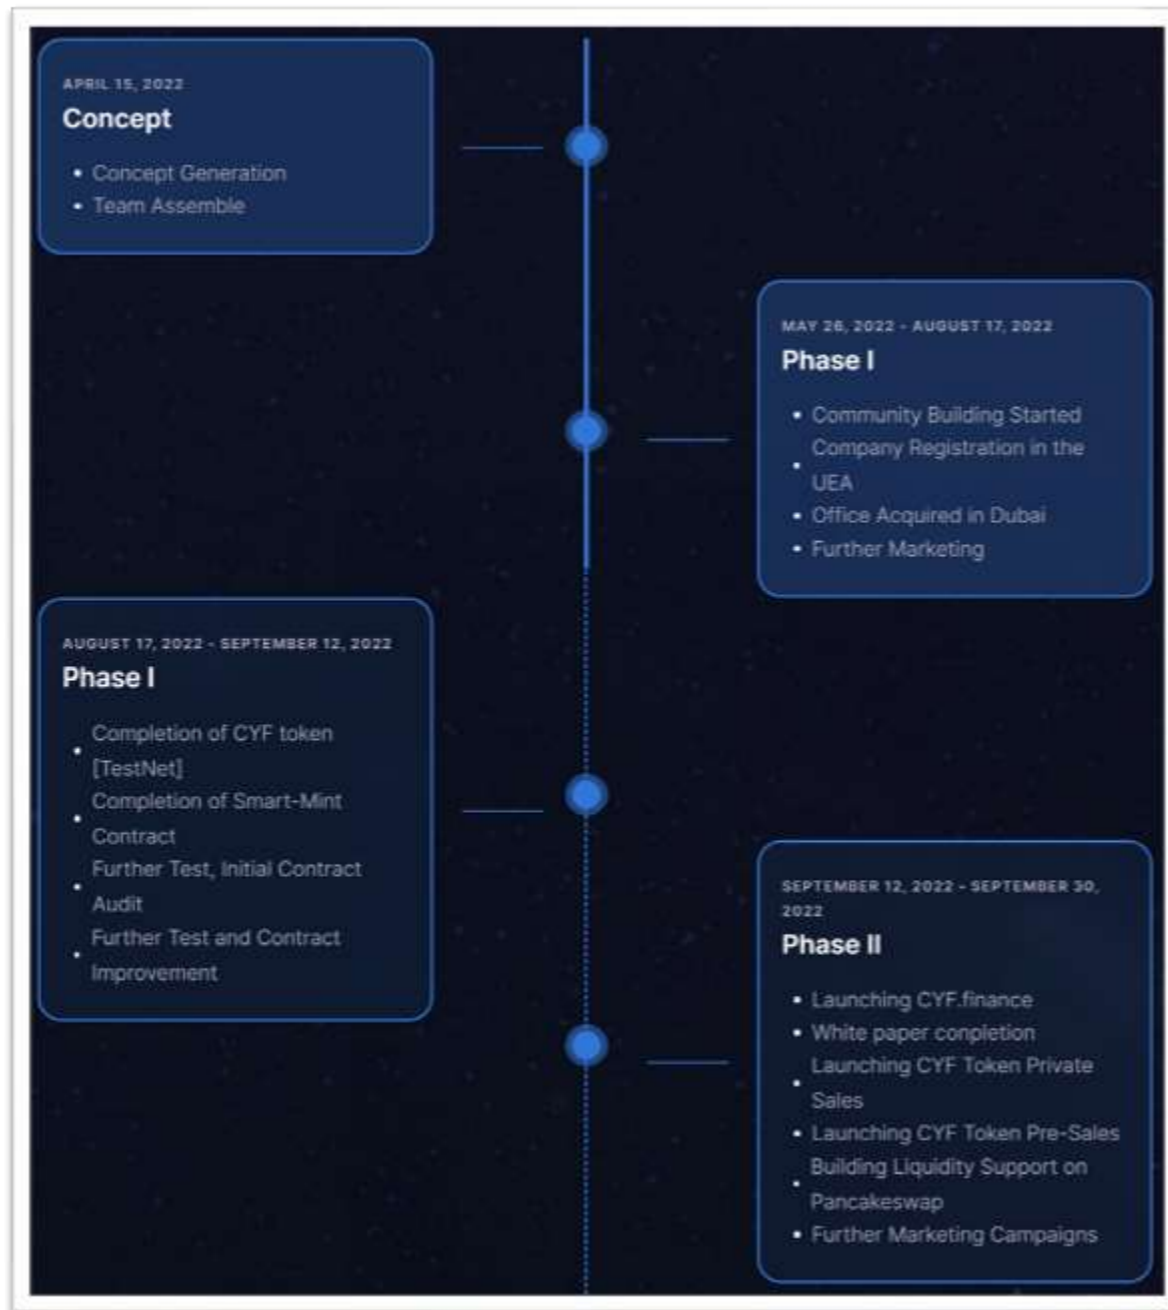 APRIL 15, 2022
Concept
• Concept Generation
• Team Assemble
MAY 26, 2022 - AUGUST 17, 2022
Phase I
• Community Building Started
• Company Registration in the
UEA
• Office Acquired in Dubai
• Further Marketing
AUGUST 17, 2022 - SEPTEMBER 12, 2022
Phase I
• Completion of CYF token
[TestNet]
• Completion of Smart-Mint
Contract
• Further Test, Initial Contract
Audit
• Further Test and Contract
Improvement
SEPTEMBER 12, 2022 - SEPTEMBER 30,
2022
Phase II
• Launching CYF.finance
• White paper conpletion
• Launching CYF Token Private
Sales
• Launching CYF Token Pre-Sales
• Building Liquidity Support on
Pancakeswap
• Further Marketing Campaigns